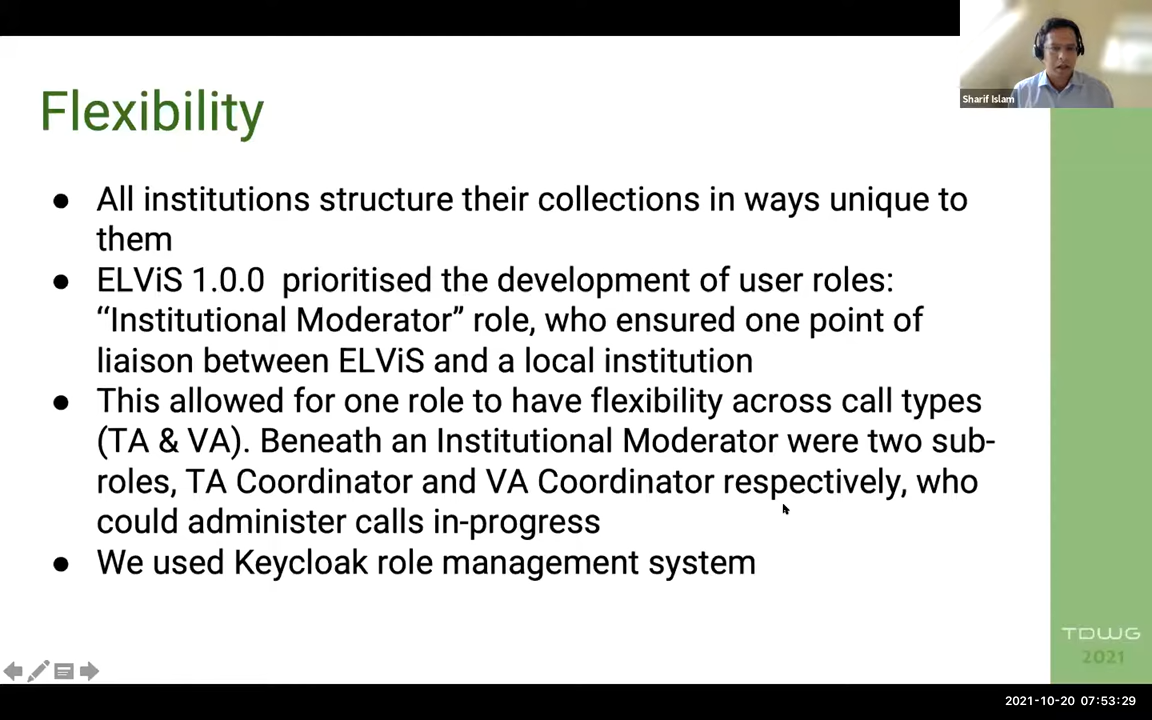 Sharif Islam
Flexibility
● All institutions structure their collections in ways unique to
them
● ELViS 1.0.0 prioritised the development of user roles:
“Institutional Moderator” role, who ensured one point of
liaison between ELViS and a local institution
● This allowed for one role to have flexibility across call types
(TA & VA). Beneath an Institutional Moderator were two sub-
roles, TA Coordinator and VA Coordinator respectively, who
could administer calls in-progress
● We used Keycloak role management system
TDWG
2021
2021-10-20 07:53:29